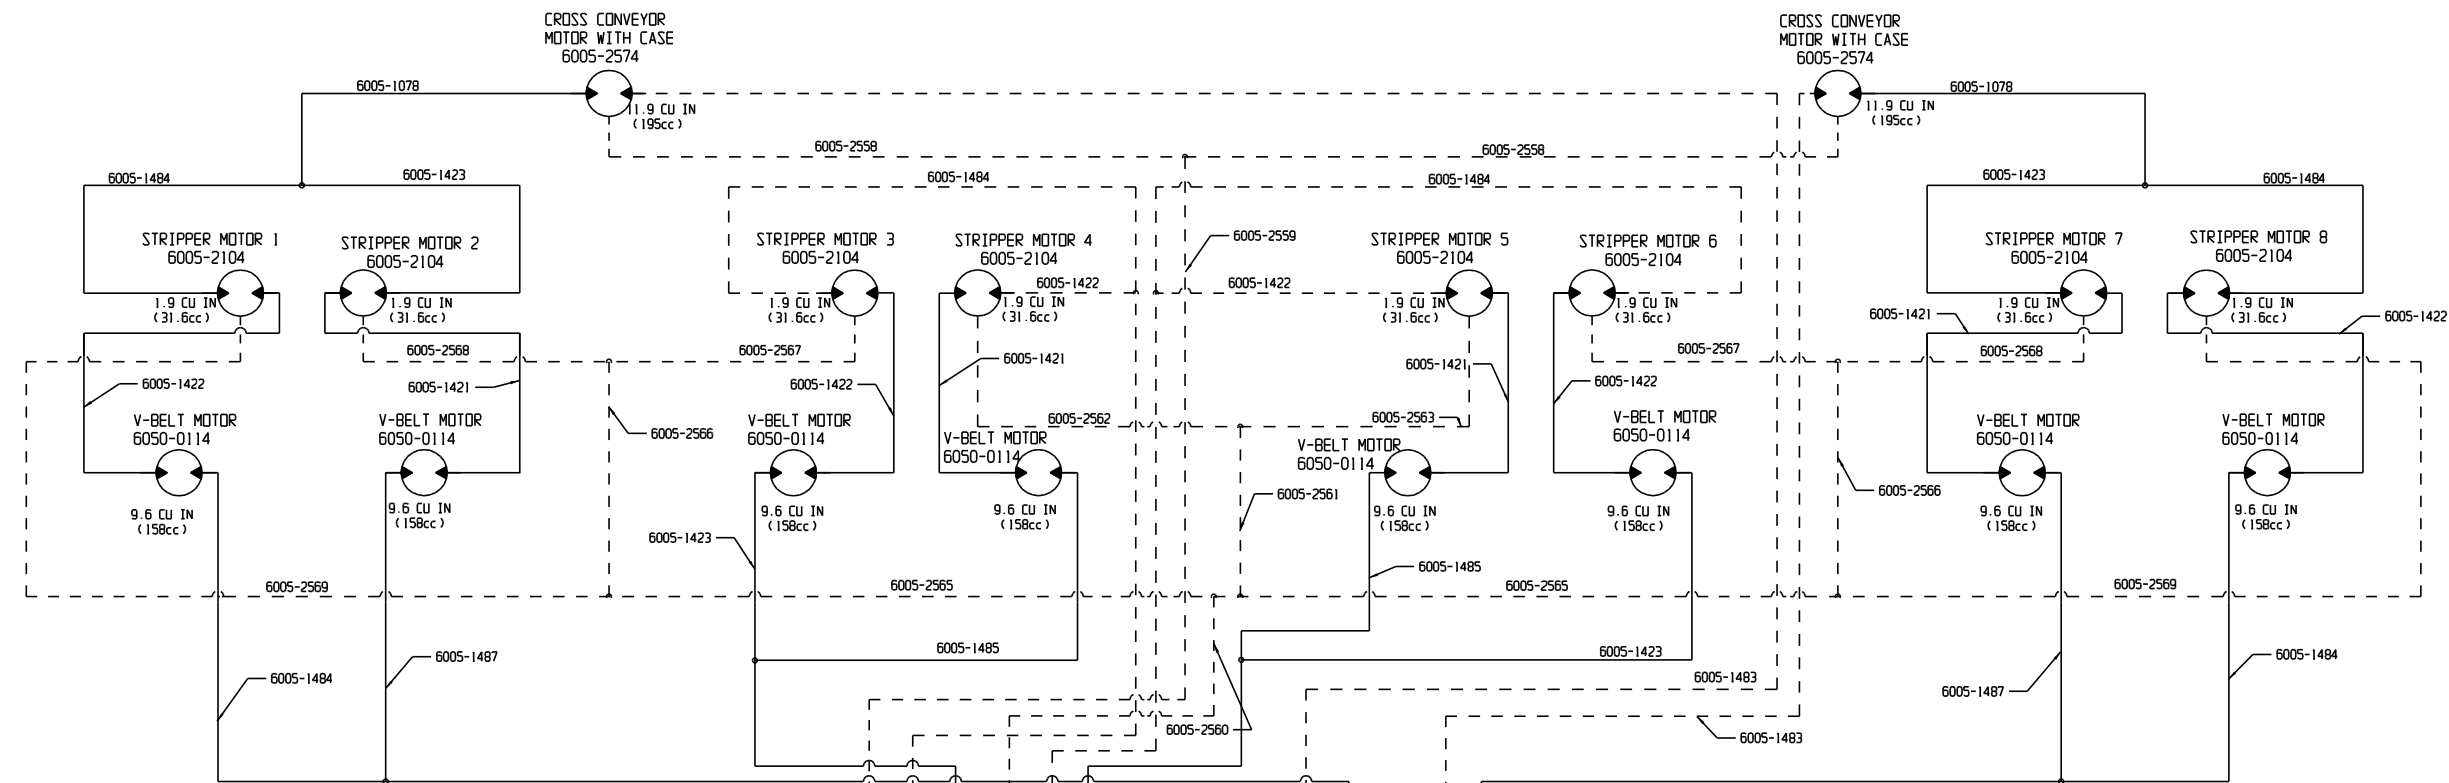 CROSS CONVEYOR
MOTOR WITH CASE
6005-2574
CROSS CONVEYOR
MOTOR WITH CASE
6005-2574
6005-1078
11.9 CU IN
(195cc)
6005-1078
11.9 CU IN
(195cc)
6005-2558
6005-2558
6005-1484
6005-1423
6005-1484
6005-1484
6005-1423
6005-1484
STRIPPER MOTOR 1
6005-2104
STRIPPER MOTOR 2
6005-2104
STRIPPER MOTOR 3
6005-2104
STRIPPER MOTOR 4
6005-2104
6005-2559
STRIPPER MOTOR 5
6005-2104
STRIPPER MOTOR 6
6005-2104
STRIPPER MOTOR 7
6005-2104
STRIPPER MOTOR 8
6005-2104
6005-1422
6005-1422
1.9 CU IN
(31.6cc)
1.9 CU IN
(31.6cc)
1.9 CU IN
(31.6cc)
1.9 CU IN
(31.6cc)
1.9 CU IN
(31.6cc)
1.9 CU IN
(31.6cc)
6005-1421
1.9 CU IN
(31.6cc)
1.9 CU IN
(31.6cc)
6005-1422
6005-2568
6005-2567
6005-2567
6005-2568
6005-1422
6005-1421
6005-1422
6005-1421
6005-1421
6005-1422
V-BELT MOTOR
6050-0114
V-BELT MOTOR
6050-0114
6005-2566
V-BELT MOTOR
6050-0114
V-BELT MOTOR
6050-0114
6005-2562
6005-2563
V-BELT MOTOR
6050-0114
V-BELT MOTOR
6050-0114
V-BELT MOTOR
6050-0114
V-BELT MOTOR
6050-0114
6005-2561
6005-2566
9.6 CU IN
(158cc)
9.6 CU IN
(158cc)
9.6 CU IN
(158cc)
9.6 CU IN
(158cc)
9.6 CU IN
(158cc)
9.6 CU IN
(158cc)
9.6 CU IN
(158cc)
9.6 CU IN
(158cc)
6005-1423
6005-1485
6005-2569
6005-2565
6005-2565
6005-2569
6005-1487
6005-1485
6005-1423
6005-1484
6005-1484
6005-1483
6005-1487
6005-2560
6005-1483